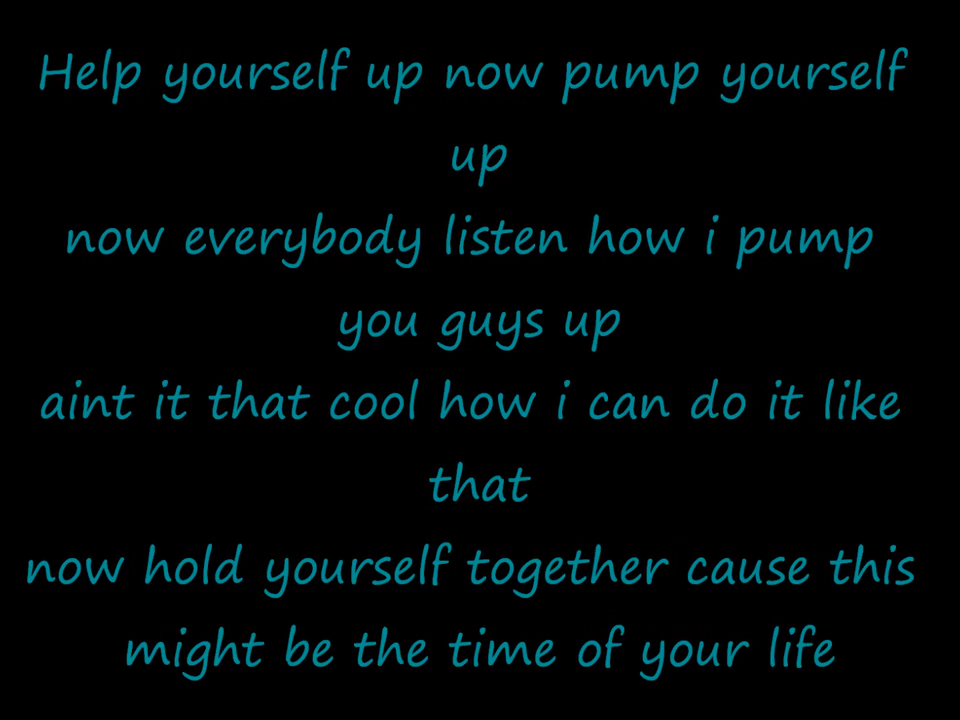 Help yourself up now pump yourself
up
now everybody listen how i pump
you guys up
aint it that cool how i can do it like
that
now hold yourself together cause this
might be the time of your life